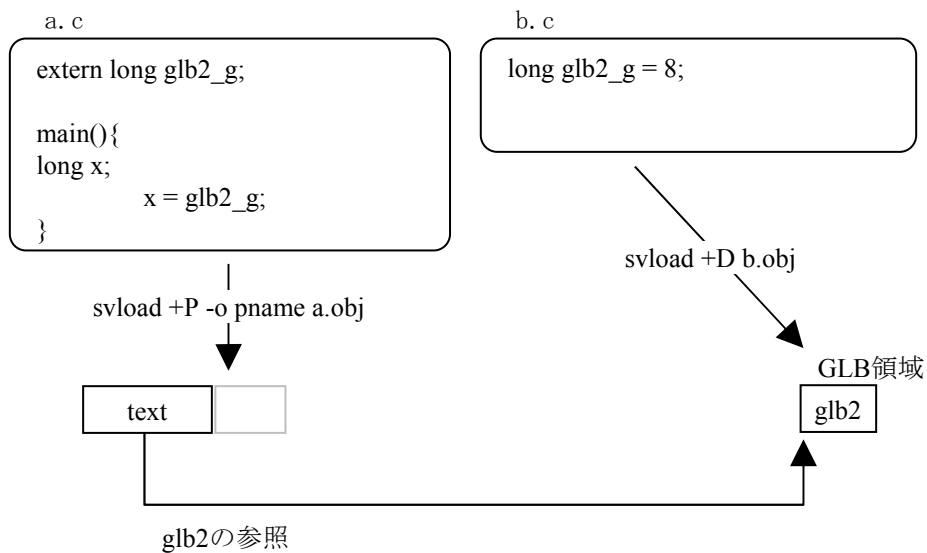 a.c
extern long glb2_g;
main(){
long x;
x = glb2_g;
}
b.c
long glb2_g = 8;
svload +P -o pname a.obj
svload +D b.obj
text
GLB領域
glb2
glb2の参照